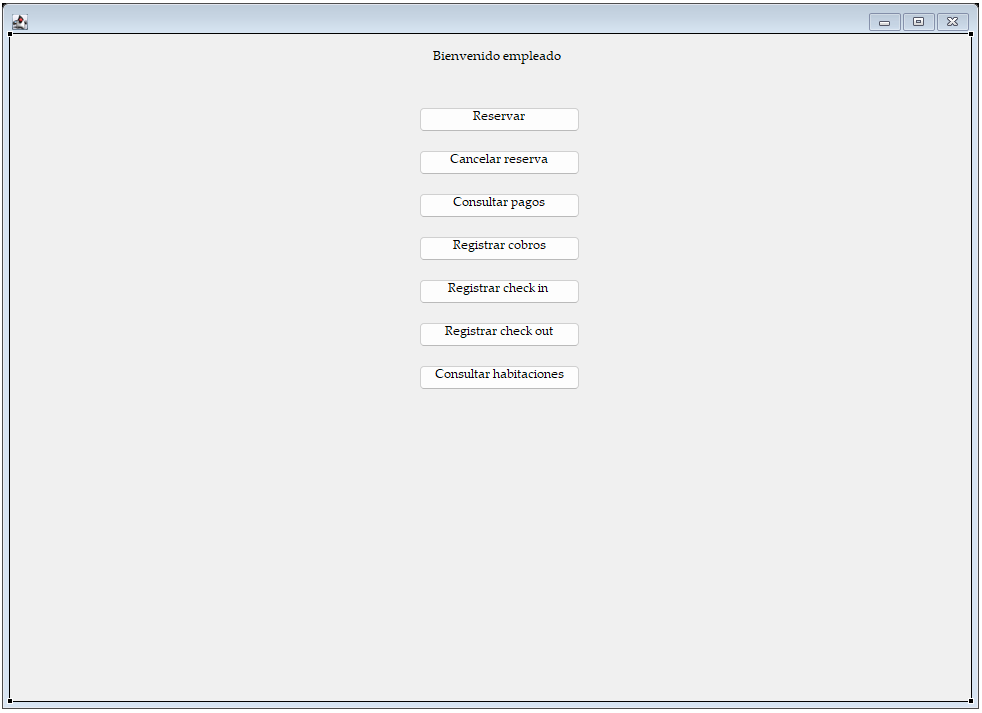 Bienvenido empleado
Reservar
Cancelar reserva
Consultar pagos
Registrar cobros
Registrar check in
Registrar check out
Consultar habitaciones